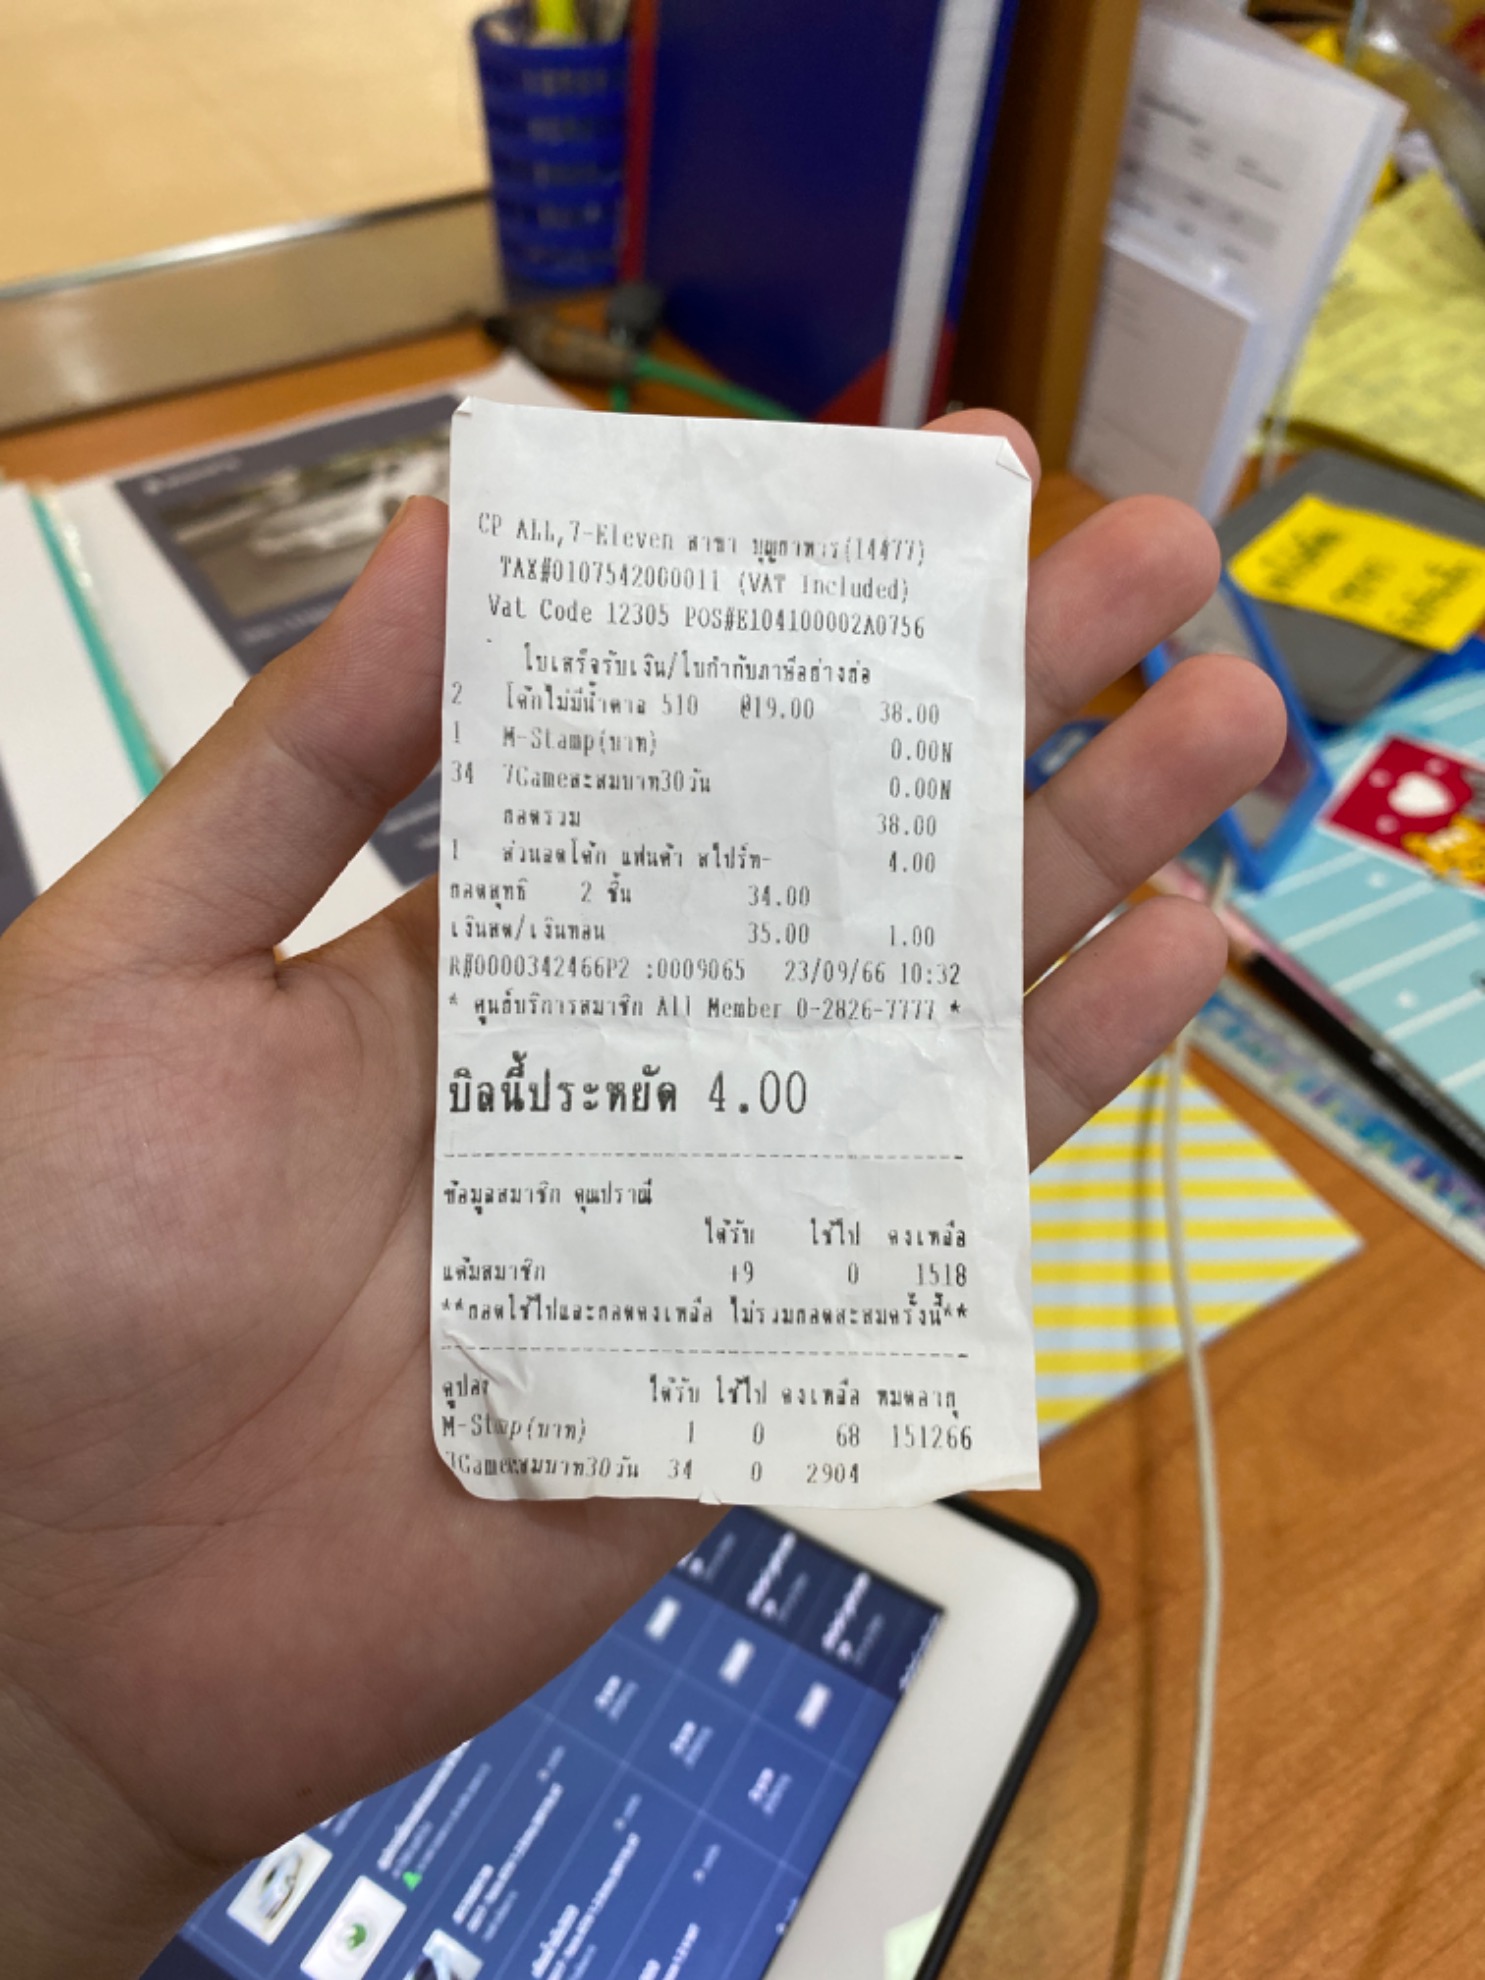 CP ALL,7-Eleven สาขา บุญถาหาร(14477)
TAX#0107542000011 (VAT Included)
Vat Code 12305 POS#E104100002A0756
ใบเสร็จรับเงิน/ใบกำกับภาษีอย่างย่อ
2 โค้กไม่มีน้ำตาล 510 @19.00 38.00
1 M-Stamp(บาท) 0.00N
34 7Gameสะสมบาท30วัน 0.00N
ยอดรวม 38.00
1 ส่วนลดโค้ก แฟนต้า สไปร์ท- 4.00
ยอดสุทธิ 2 ชิ้น 34.00
เงินสด/เงินทอน 35.00 1.00
R#0000342466P2 :0009065 23/09/66 10:32
* ศูนย์บริการสมาชิก All Member 0-2826-7777 *
บิลนี้ประหยัด 4.00
ข้อมูลสมาชิก คุณปราณี
ได้รับ ใช้ไป คงเหลือ
แต้มสมาชิก +9 0 1518
**ยอดใช้ไปและยอดคงเหลือ ไม่รวมยอดสะสมครั้งนี้**
คูปอง ได้รับ ใช้ไป คงเหลือ หมดอายุ
M-Stamp(บาท) 1 0 68 151266
7Gameสะสมบาท30วัน 34 0 2904